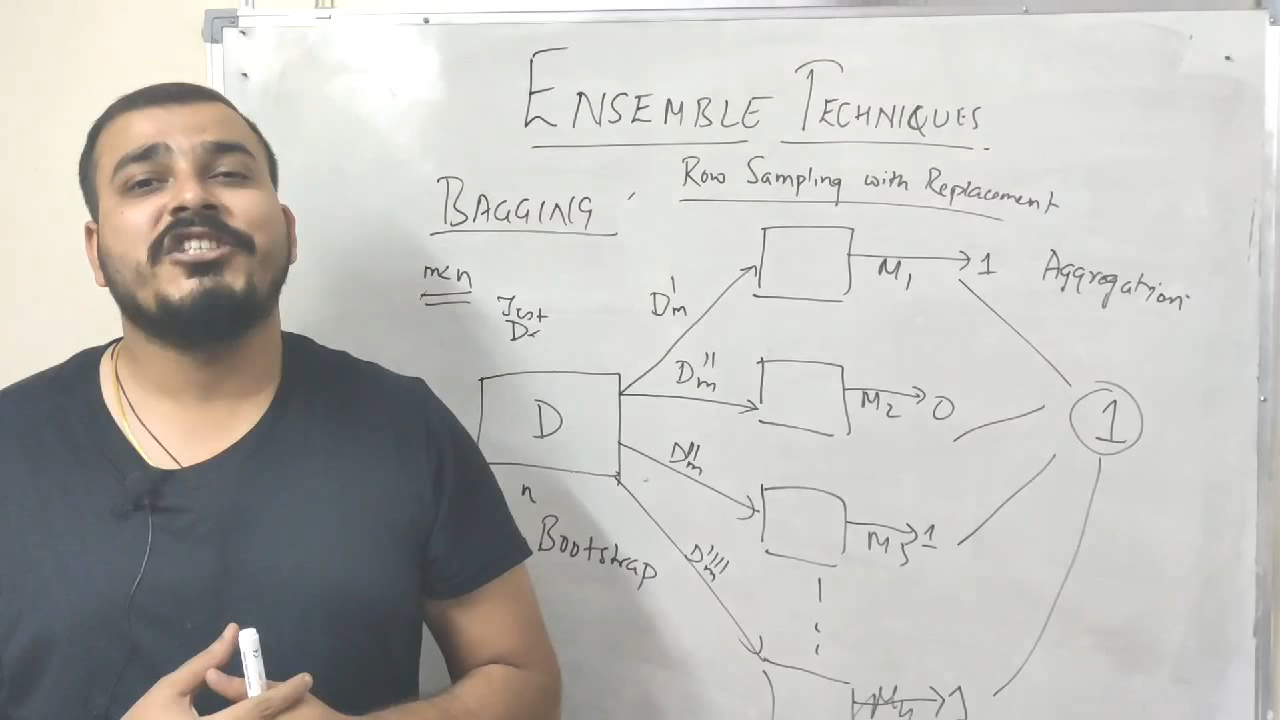 ENSEMBLE TECHNIQUES
Row Sampling with Replacement
BAGGING
m<n
Test
D'm
M1 1
Aggregation
D''m
M2 0
D
1
D''m
n
M3 1
Bootstrap
D''''m
1